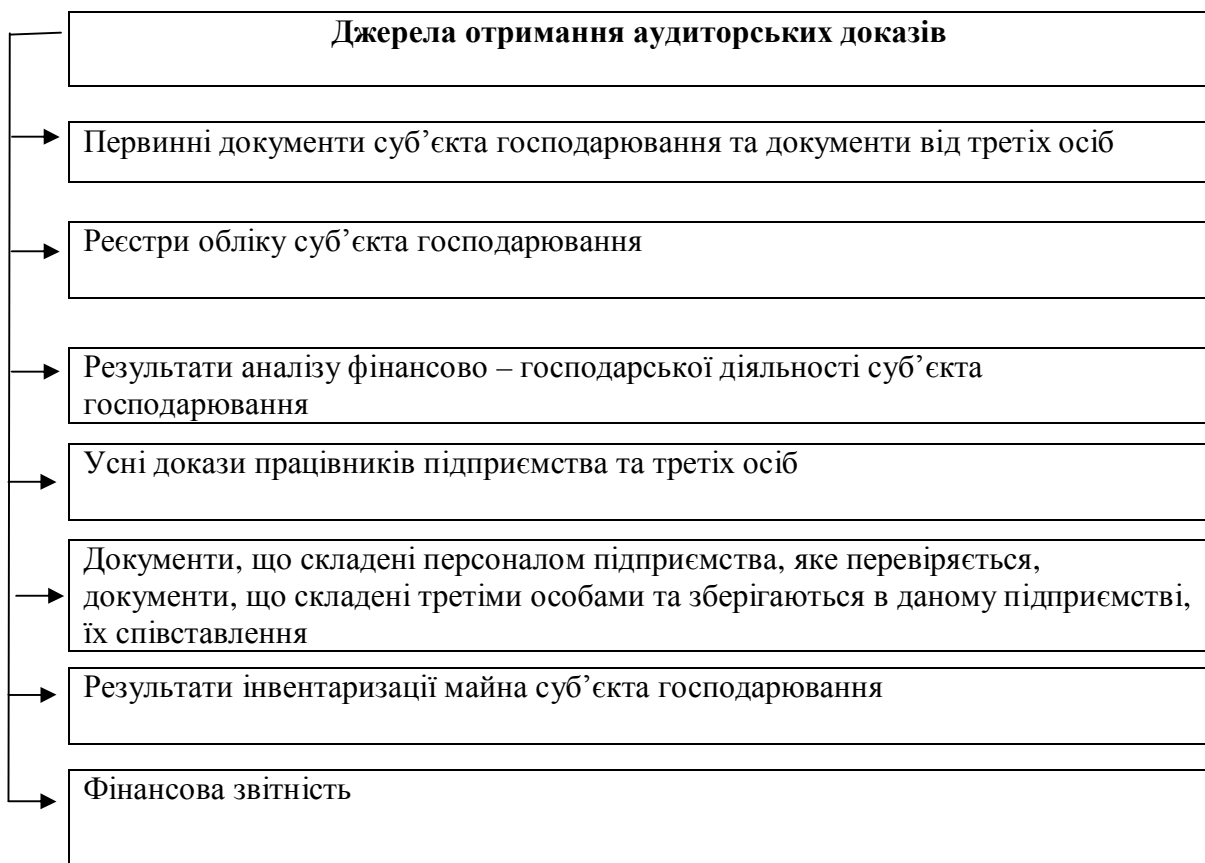 Джерела отримання аудиторських доказів
Первинні документи суб’єкта господарювання та документи від третіх осіб
Реєстри обліку суб’єкта господарювання
Результати аналізу фінансово – господарської діяльності суб’єкта
господарювання
Усні докази працівників підприємства та третіх осіб
Документи, що складені персоналом підприємства, яке перевіряється,
документи, що складені третіми особами та зберігаються в даному підприємстві,
їх співставлення
Результати інвентаризації майна суб’єкта господарювання
Фінансова звітність